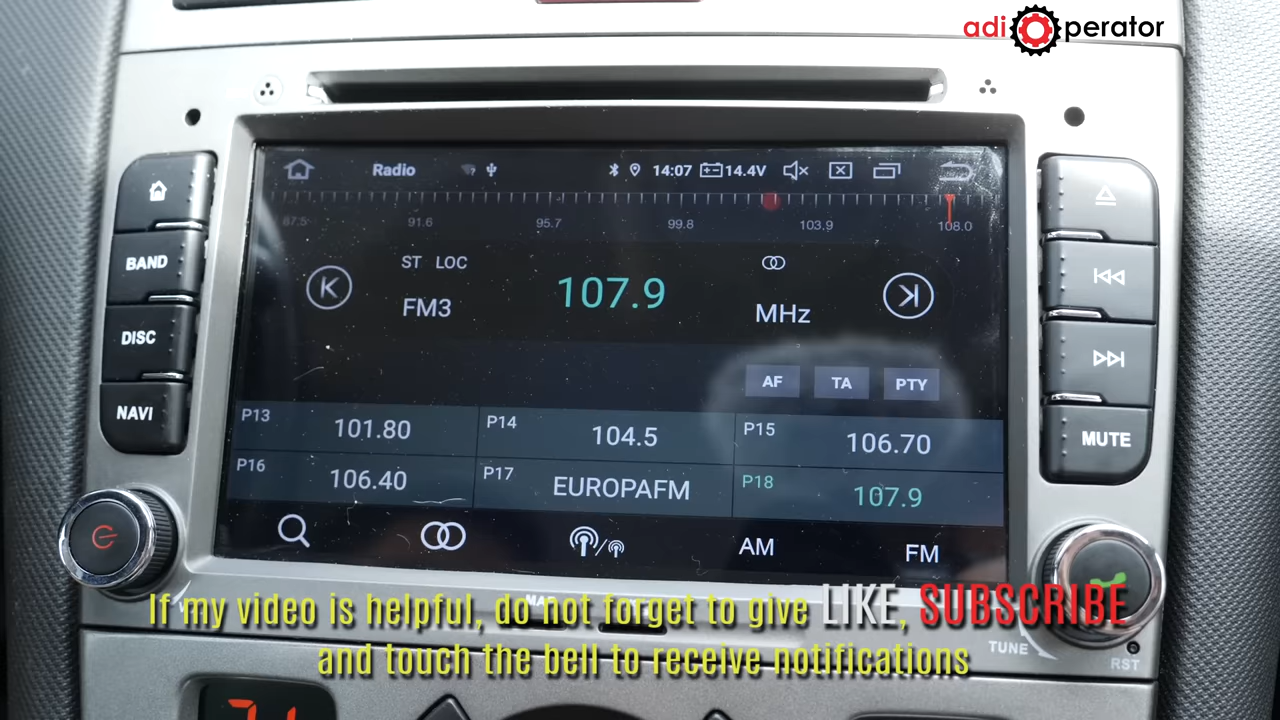 adi perator
Radio 14:07 14.4V
87.5 91.6 95.7 99.8 103.9 108.0
ST LOC
107.9
FM3
MHz
AF TA PTY
P13 101.80 P14 104.5 P15 106.70
P16 106.40 P17 EUROPAFM P18 107.9
AM FM
BAND
DISC
NAVI
MUTE
If my video is helpful, do not forget to give LIKE, SUBSCRIBE
and touch the bell to receive notifications
TUNE
RST